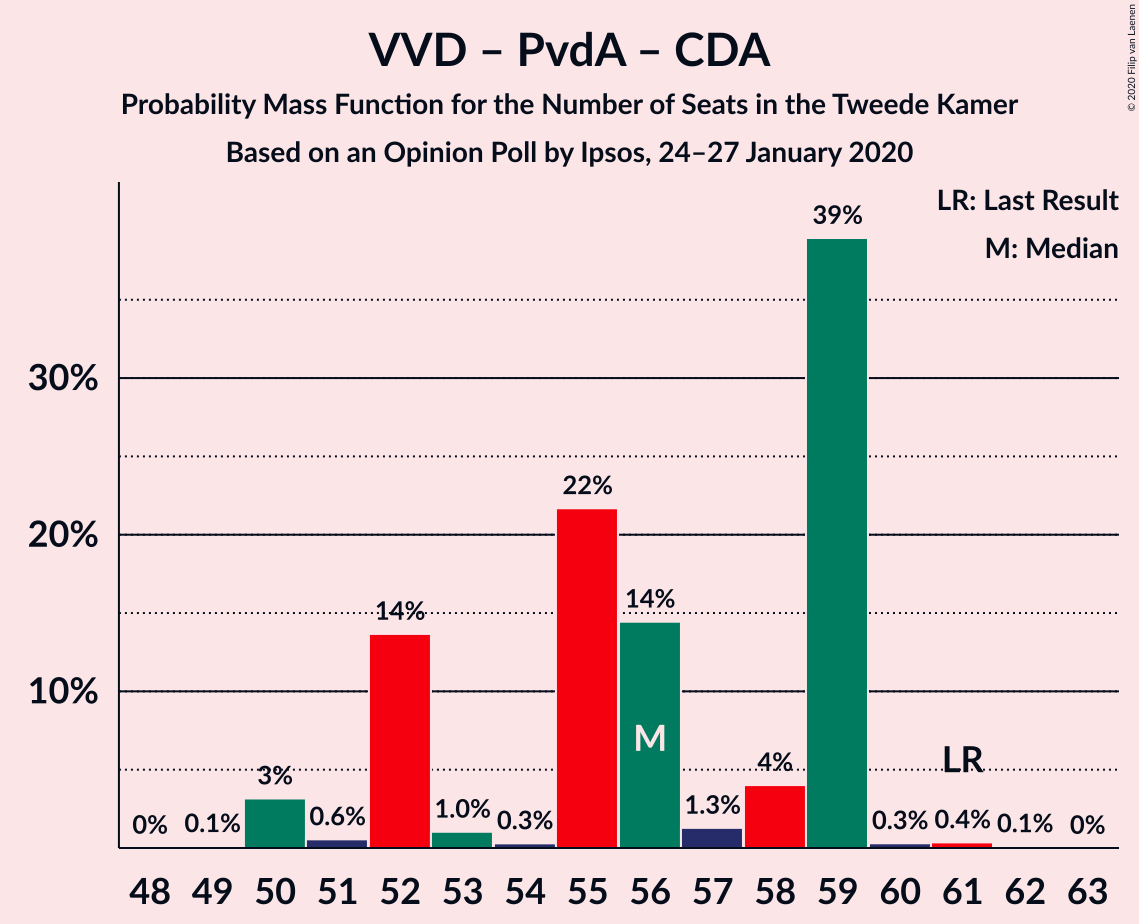 VVD – PvdA – CDA
Probability Mass Function for the Number of Seats in the Tweede Kamer
Based on an Opinion Poll by Ipsos, 24–27 January 2020
© 2020 Filip van Laenen
LR: Last Result
M: Median
30%
20%
10%
0%
0.1%
3%
0.6%
14%
1.0%
0.3%
22%
14%
1.3%
4%
39%
0.3%
0.4%
0.1%
0%
M
LR
48 49 50 51 52 53 54 55 56 57 58 59 60 61 62 63